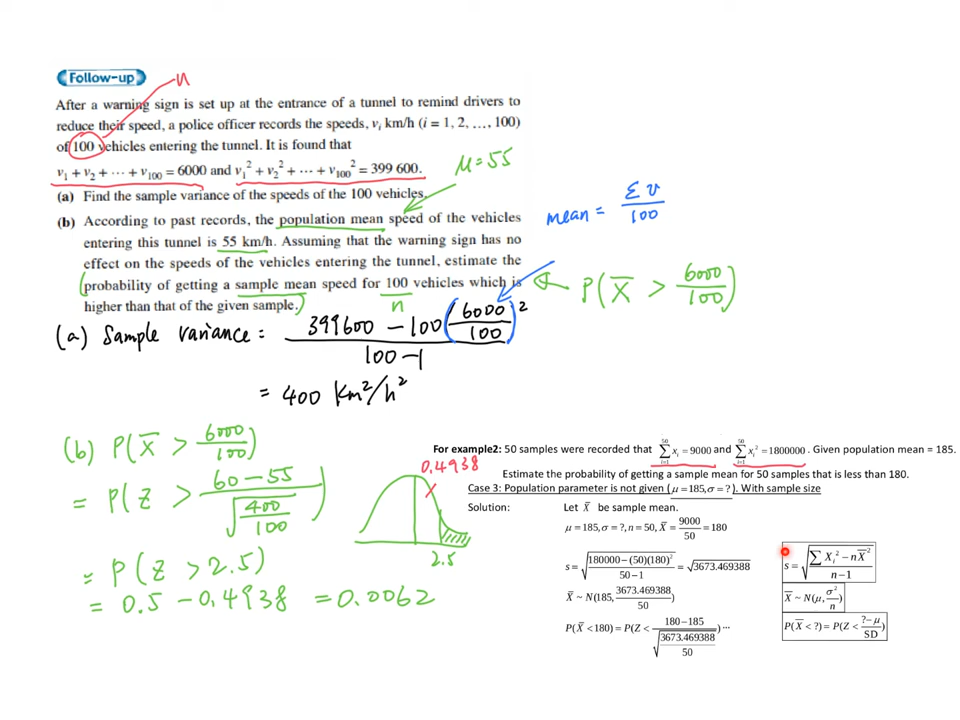 Follow-up
n
After a warning sign is set up at the entrance of a tunnel to remind drivers to
reduce their speed, a police officer records the speeds, vᵢ km/h (i = 1, 2, ..., 100)
of 100 vehicles entering the tunnel. It is found that
v₁ + v₂ + ⋯ + v₁₀₀ = 6000 and v₁² + v₂² + ⋯ + v₁₀₀² = 399 600.
μ = 55
(a) Find the sample variance of the speeds of the 100 vehicles.
(b) According to past records, the population mean speed of the vehicles
entering this tunnel is 55 km/h. Assuming that the warning sign has no
effect on the speeds of the vehicles entering the tunnel, estimate the
probability of getting a sample mean speed for 100 vehicles which is
higher than that of the given sample.
n
mean = Σv/100
P(X̄ > 6000/100)
(a) Sample variance = (399600 − 100(6000/100)²)/(100 − 1)
= 400 km²/h²
(b) P(X̄ > 6000/100)
= P(Z > (60 − 55)/√(400/100))
= P(Z > 2.5)
= 0.5 − 0.4938 = 0.0062
0.4938
2.5
For example2: 50 samples were recorded that ∑_{i=1}^{50} xᵢ = 9000 and ∑_{i=1}^{50} xᵢ² = 1800000. Given population mean = 185.
Estimate the probability of getting a sample mean for 50 samples that is less than 180.
Case 3: Population parameter is not given (μ = 185, σ = ?). With sample size
Solution: Let X̄ be sample mean.
μ = 185, σ = ?, n = 50, X̄ = 9000/50 = 180
s = √((180000 − (50)(180)²)/(50 − 1)) = √3673.469388
X̄ ~ N(185, 3673.469388/50)
P(X̄ < 180) = P(Z < (180 − 185)/√(3673.469388/50)) ⋯
s = √((∑Xᵢ² − nX̄²)/(n − 1))
X̄ ~ N(μ, σ²/n)
P(X̄ < ?) = P(Z < (? − μ)/SD)